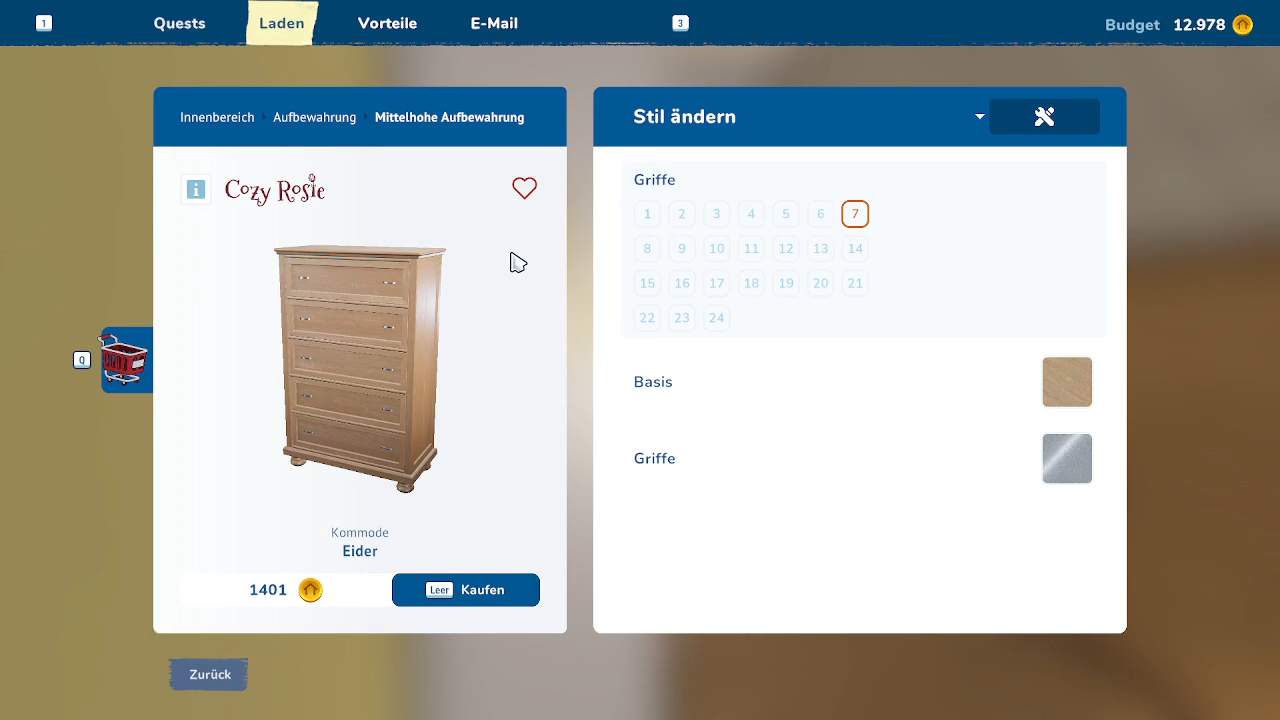 1
Quests
Laden
Vorteile
E-Mail
3
Budget 12.978
Innenbereich Aufbewahrung Mittelhohe Aufbewahrung
i
Cozy Rosie
Q
Kommode
Eider
1401
Leer Kaufen
Zurück
Stil ändern
Griffe
1 2 3 4 5 6 7
8 9 10 11 12 13 14
15 16 17 18 19 20 21
22 23 24
Basis
Griffe